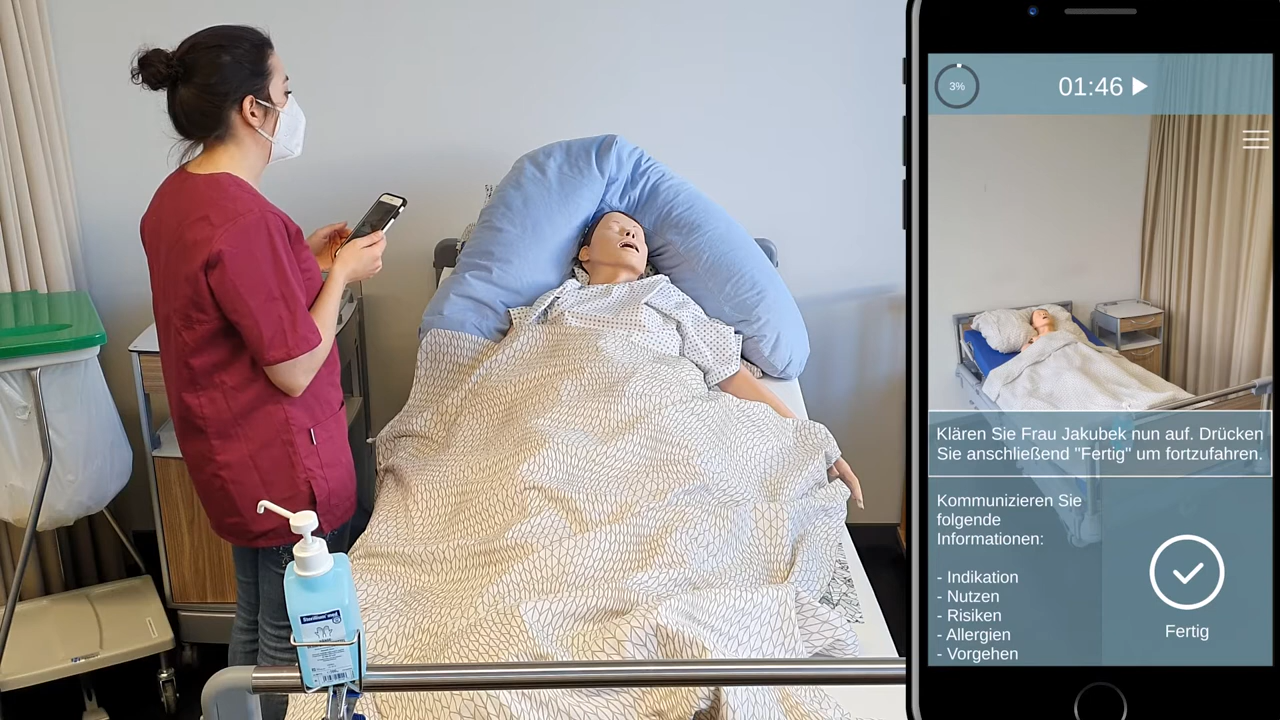 3%
01:46
Klären Sie Frau Jakubek nun auf. Drücken
Sie anschließend "Fertig" um fortzufahren.
Kommunizieren Sie
folgende
Informationen:
- Indikation
- Nutzen
- Risiken
- Allergien
- Vorgehen
Fertig